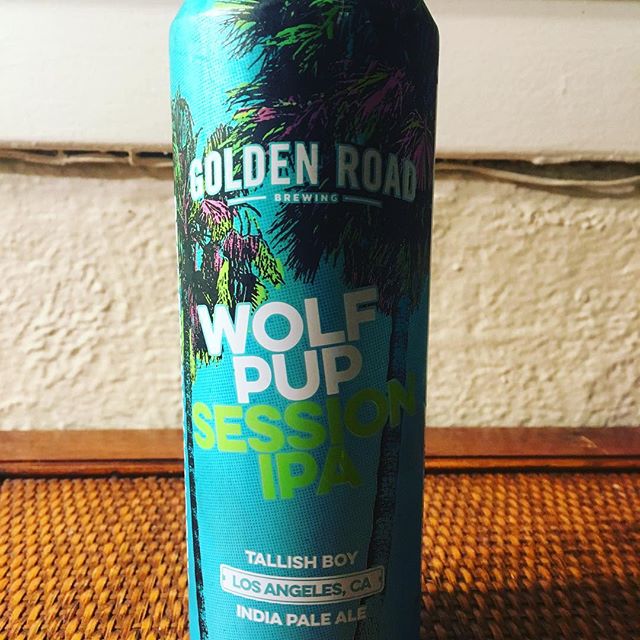 GOLDEN ROAD
BREWING
WOLF
PUP
SESSION
IPA
TALLISH BOY
LOS ANGELES, CA
INDIA PALE ALE